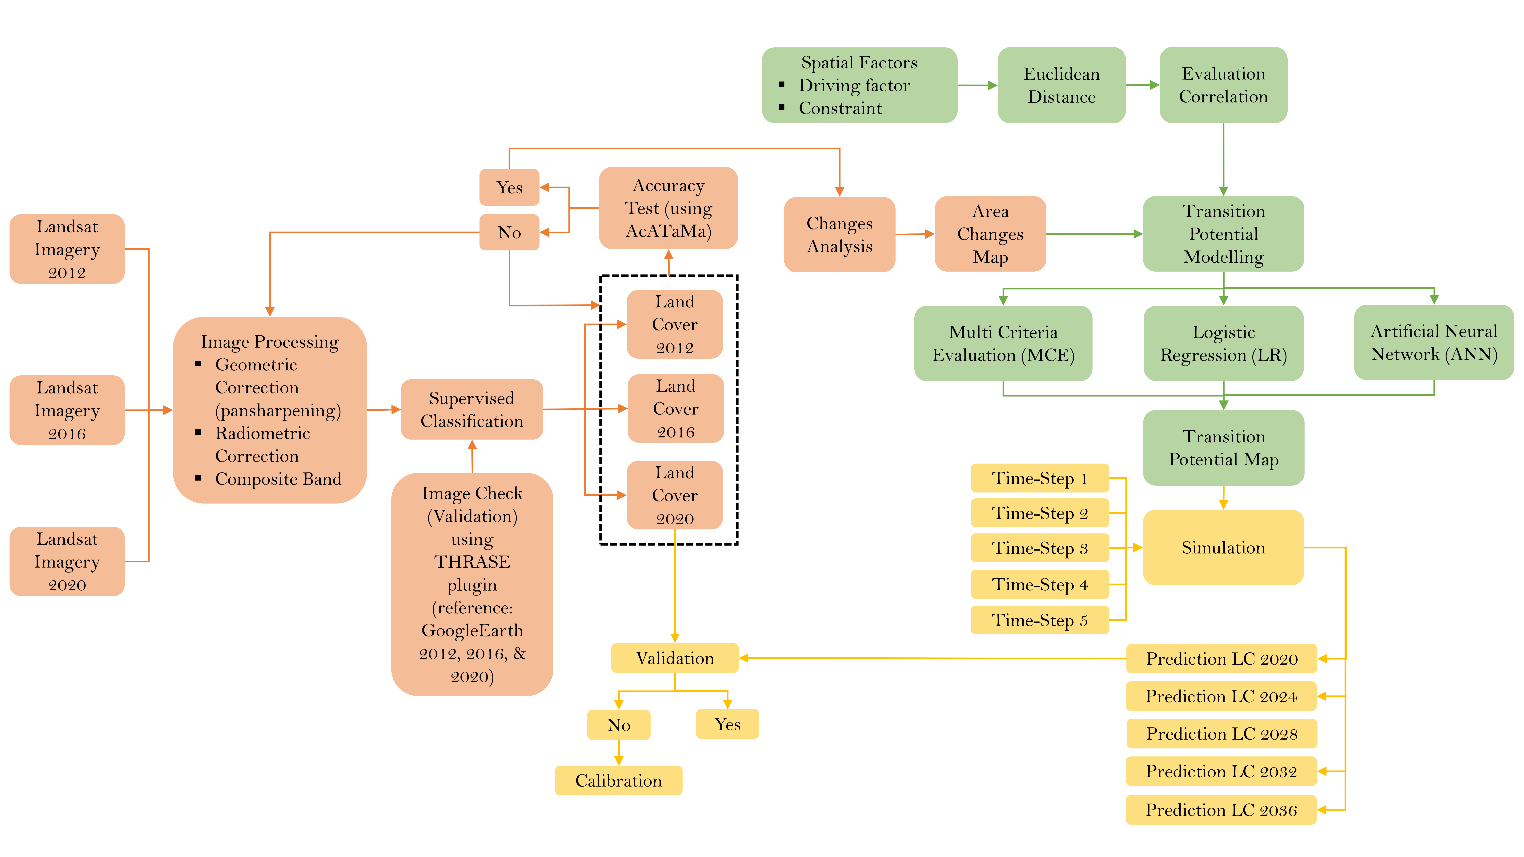 Spatial Factors
▪ Driving factor
▪ Constraint
Euclidean
Distance
Evaluation
Correlation
Yes
No
Accuracy
Test (using
AcATaMa)
Changes
Analysis
Area
Changes
Map
Transition
Potential
Modelling
Landsat
Imagery
2012
Landsat
Imagery
2016
Landsat
Imagery
2020
Image Processing
▪ Geometric
Correction
(pansharpening)
▪ Radiometric
Correction
▪ Composite Band
Supervised
Classification
Image Check
(Validation)
using
THRASE
plugin
(reference:
GoogleEarth
2012, 2016, &
2020)
Land
Cover
2012
Land
Cover
2016
Land
Cover
2020
Multi Criteria
Evaluation (MCE)
Logistic
Regression (LR)
Artificial Neural
Network (ANN)
Transition
Potential Map
Time-Step 1
Time-Step 2
Time-Step 3
Time-Step 4
Time-Step 5
Simulation
Validation
No
Yes
Calibration
Prediction LC 2020
Prediction LC 2024
Prediction LC 2028
Prediction LC 2032
Prediction LC 2036